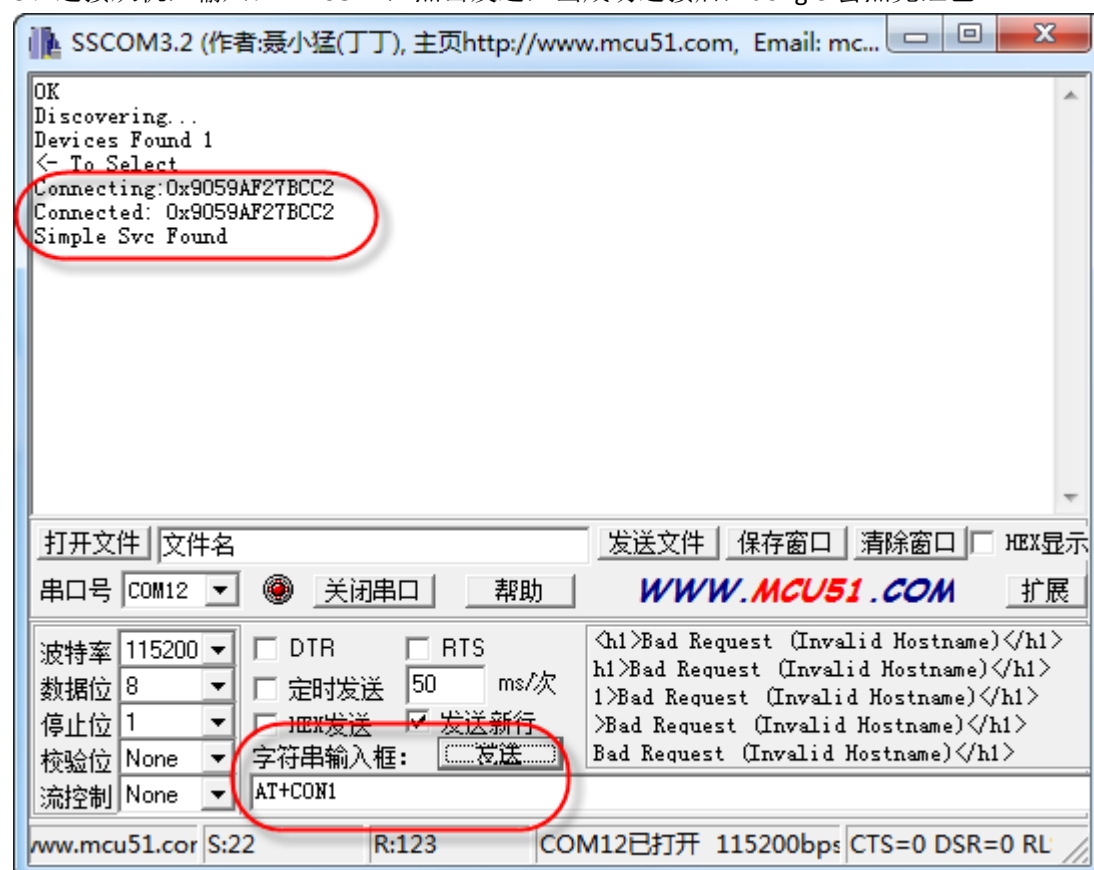 SSCOM3.2 (作者:聂小猛(丁丁), 主页http://www.mcu51.com, Email: mc...
OK
Discovering...
Devices Found 1
<- To Select
Connecting:0x9059AF27BCC2
Connected: 0x9059AF27BCC2
Simple Svc Found
打开文件 文件名 发送文件 保存窗口 清除窗口 HEX显示
串口号 COM12 关闭串口 帮助 WWW.MCU51.COM 扩展
波特率 115200 DTR RTS
数据位 8 定时发送 50 ms/次
停止位 1 HEX发送 发送新行
校验位 None 字符串输入框: 发送
流控制 None AT+CON1
<h1>Bad Request (Invalid Hostname)</h1>
h1>Bad Request (Invalid Hostname)</h1>
1>Bad Request (Invalid Hostname)</h1>
>Bad Request (Invalid Hostname)</h1>
Bad Request (Invalid Hostname)</h1>
www.mcu51.cor S:22 R:123 COM12已打开 115200bps CTS=0 DSR=0 RL